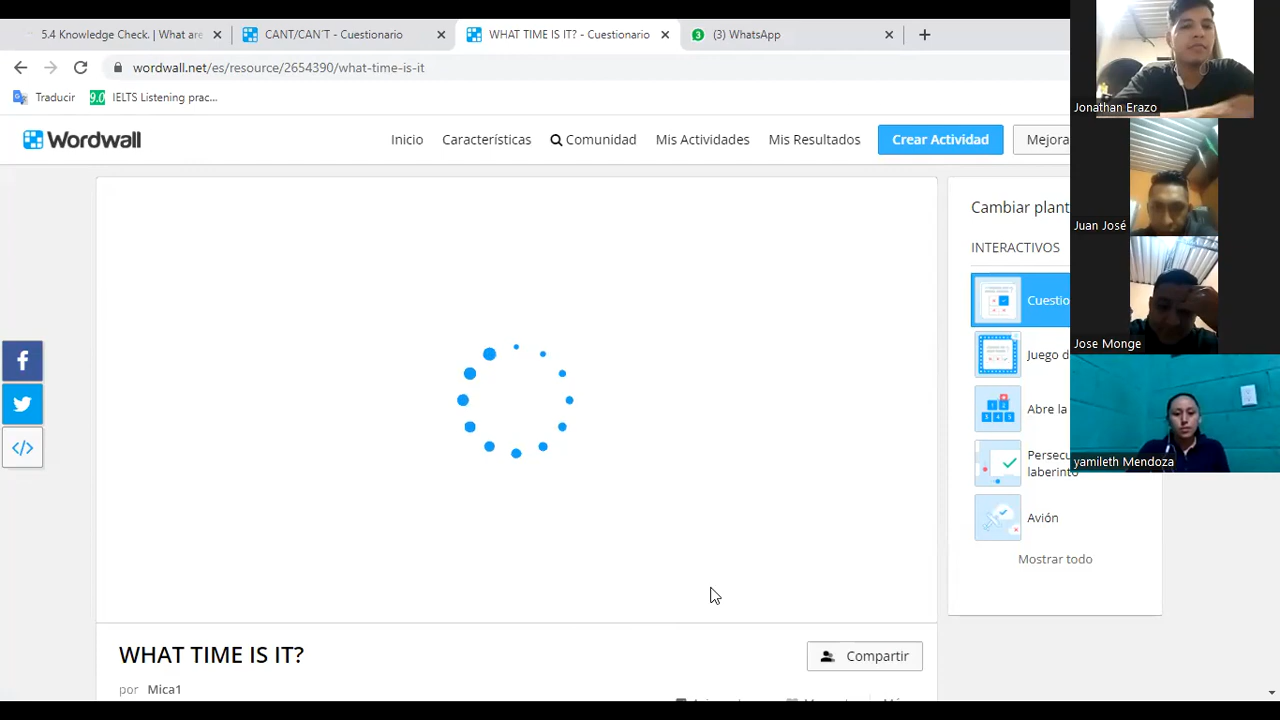 5.4 Knowledge Check. | What are
CANT/CAN'T - Cuestionario
WHAT TIME IS IT? - Cuestionario
(3) WhatsApp
wordwall.net/es/resource/2654390/what-time-is-it
Traducir
9.0
IELTS Listening prac...
Wordwall
Inicio
Características
Comunidad
Mis Actividades
Mis Resultados
Crear Actividad
Mejora
Cambiar plant
INTERACTIVOS
Cuestio
Juego d
Abre la
Persecu
laberinto
Avión
Mostrar todo
WHAT TIME IS IT?
Compartir
por Mica1
Jonathan Erazo
Juan José
Jose Monge
yamileth Mendoza